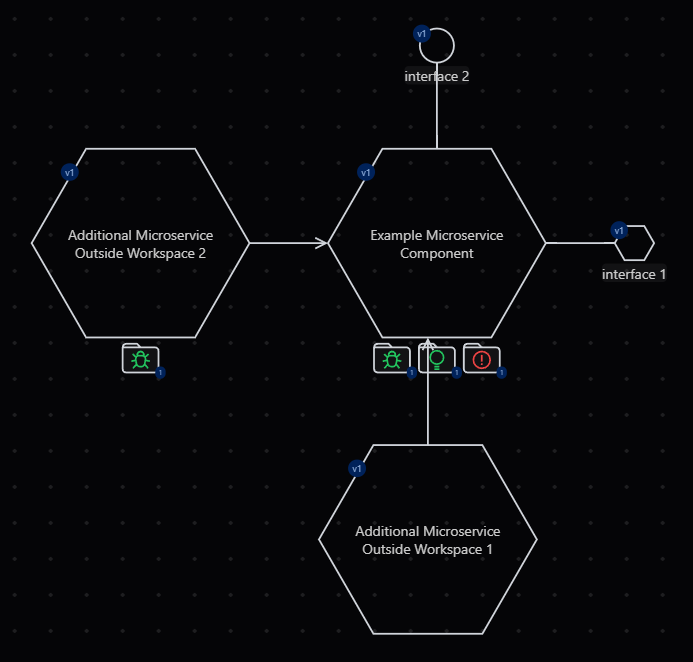 v1
interface 2
v1
Additional Microservice
Outside Workspace 2
v1
Example Microservice
Component
v1
interface 1
1
1
1
1
v1
Additional Microservice
Outside Workspace 1